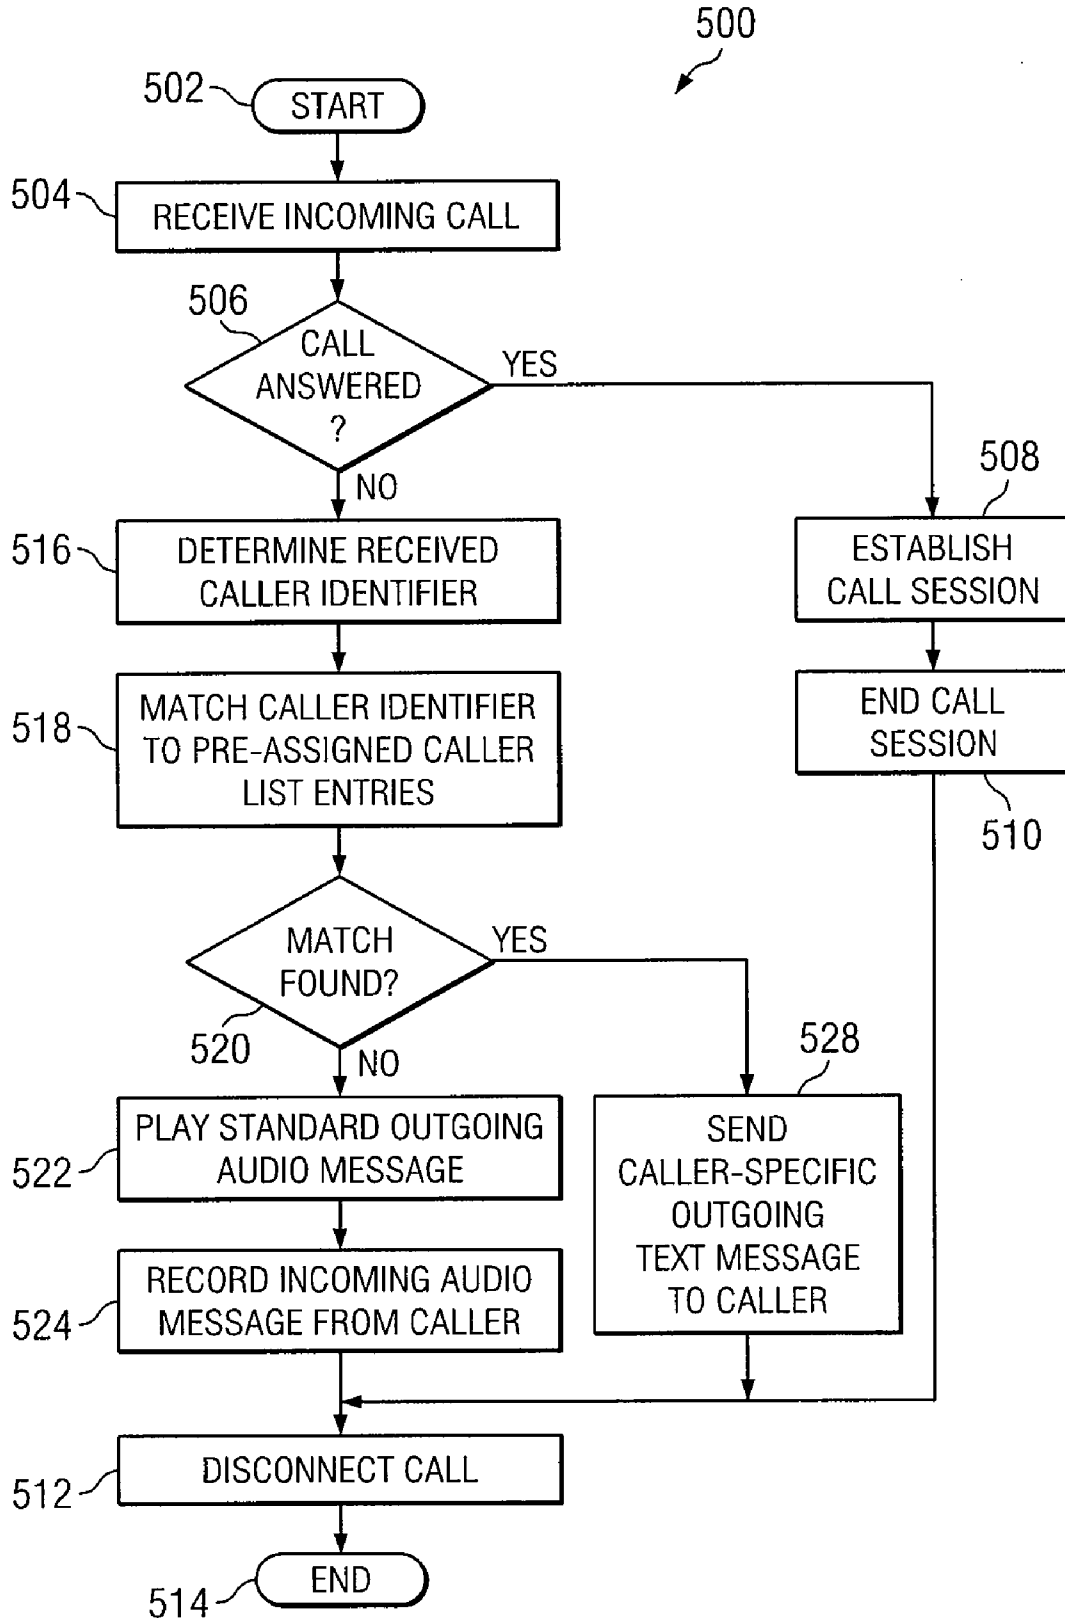 500
502
START
504
RECEIVE INCOMING CALL
506
CALL
ANSWERED
?
YES
NO
508
ESTABLISH
CALL SESSION
516
DETERMINE RECEIVED
CALLER IDENTIFIER
END CALL
SESSION
510
518
MATCH CALLER IDENTIFIER
TO PRE-ASSIGNED CALLER
LIST ENTRIES
MATCH
FOUND?
YES
520
NO
528
SEND
CALLER-SPECIFIC
OUTGOING
TEXT MESSAGE
TO CALLER
522
PLAY STANDARD OUTGOING
AUDIO MESSAGE
524
RECORD INCOMING AUDIO
MESSAGE FROM CALLER
512
DISCONNECT CALL
514
END